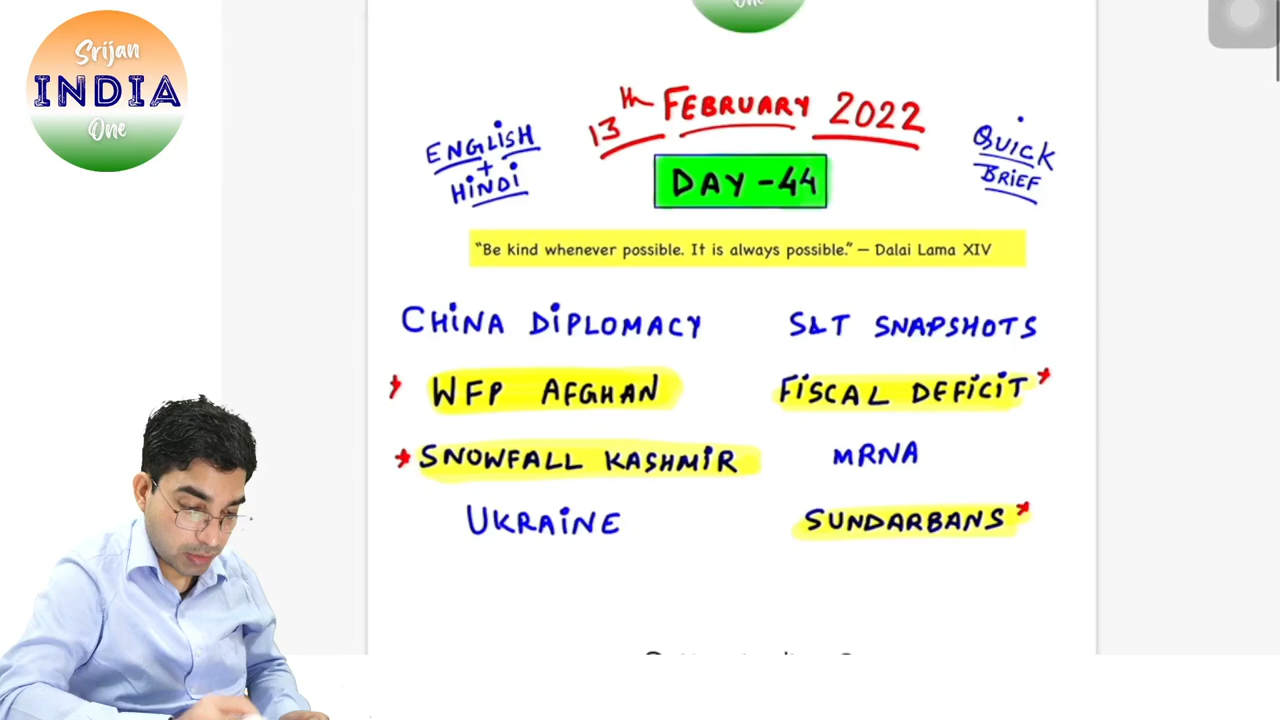 Srijan
INDIA
One
One
13th FEBRUARY 2022
ENGLISH
+
HINDI
DAY-44
QUICK
BRIEF
"Be kind whenever possible. It is always possible." — Dalai Lama XIV
CHINA DIPLOMACY
S&T SNAPSHOTS
WFP AFGHAN
FISCAL DEFICIT
SNOWFALL KASHMIR
MRNA
UKRAINE
SUNDARBANS